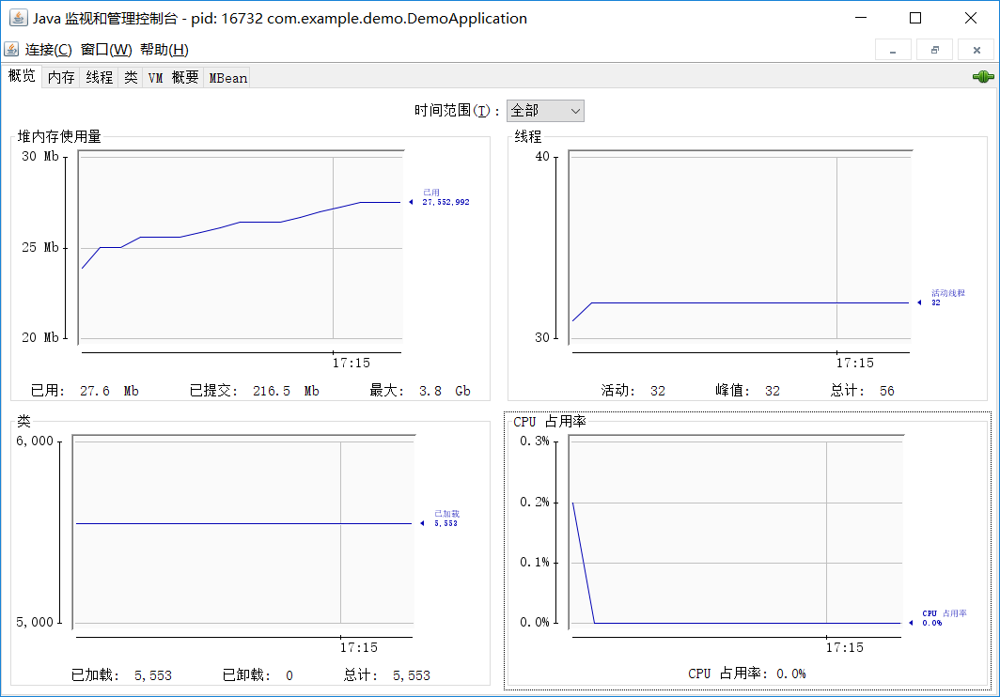 Java 监视和管理控制台 - pid: 16732 com.example.demo.DemoApplication
连接(C) 窗口(W) 帮助(H)
概览 内存 线程 类 VM 概要 MBean
时间范围(T): 全部
堆内存使用量
30 Mb
25 Mb
20 Mb
已用
27,552,992
17:15
已用: 27.6 Mb 已提交: 216.5 Mb 最大: 3.8 Gb
线程
40
30
活动线程
32
17:15
活动: 32 峰值: 32 总计: 56
类
6,000
5,000
已加载
5,553
17:15
已加载: 5,553 已卸载: 0 总计: 5,553
CPU 占用率
0.3%
0.2%
0.1%
0.0%
CPU 占用率
0.0%
17:15
CPU 占用率: 0.0%